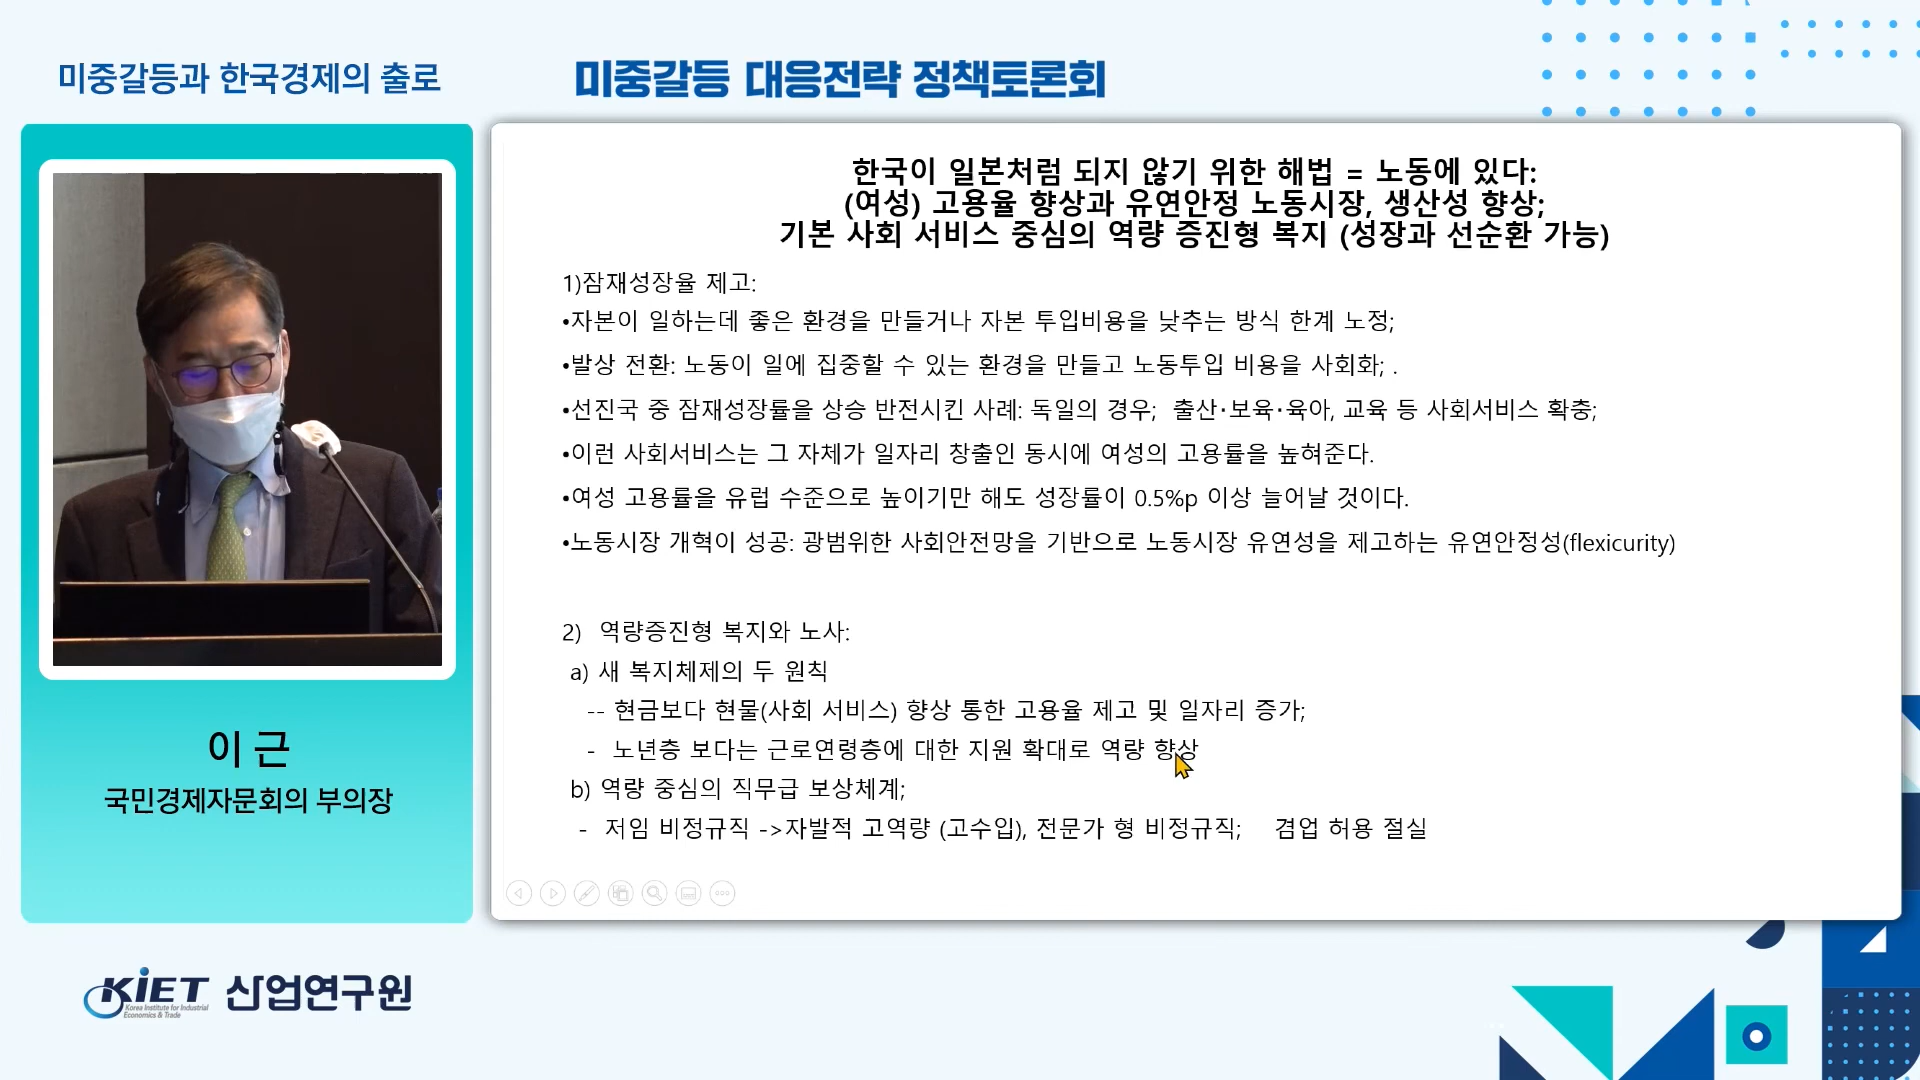 미중갈등과 한국경제의 출로
미중갈등 대응전략 정책토론회
한국이 일본처럼 되지 않기 위한 해법 = 노동에 있다:
(여성) 고용율 향상과 유연안정 노동시장, 생산성 향상;
기본 사회 서비스 중심의 역량 증진형 복지 (성장과 선순환 가능)
1)잠재성장율 제고:
•자본이 일하는데 좋은 환경을 만들거나 자본 투입비용을 낮추는 방식 한계 노정;
•발상 전환: 노동이 일에 집중할 수 있는 환경을 만들고 노동투입 비용을 사회화; .
•선진국 중 잠재성장률을 상승 반전시킨 사례: 독일의 경우; 출산·보육·육아, 교육 등 사회서비스 확충;
•이런 사회서비스는 그 자체가 일자리 창출인 동시에 여성의 고용률을 높혀준다.
•여성 고용률을 유럽 수준으로 높이기만 해도 성장률이 0.5%p 이상 늘어날 것이다.
•노동시장 개혁이 성공: 광범위한 사회안전망을 기반으로 노동시장 유연성을 제고하는 유연안정성(flexicurity)
2) 역량증진형 복지와 노사:
a) 새 복지체제의 두 원칙
-- 현금보다 현물(사회 서비스) 향상 통한 고용율 제고 및 일자리 증가;
- 노년층 보다는 근로연령층에 대한 지원 확대로 역량 향상
b) 역량 중심의 직무급 보상체계;
- 저임 비정규직 ->자발적 고역량 (고수입), 전문가 형 비정규직; 겸업 허용 절실
이 근
국민경제자문회의 부의장
KIET 산업연구원
Korea Institute for Industrial
Economics & Trade